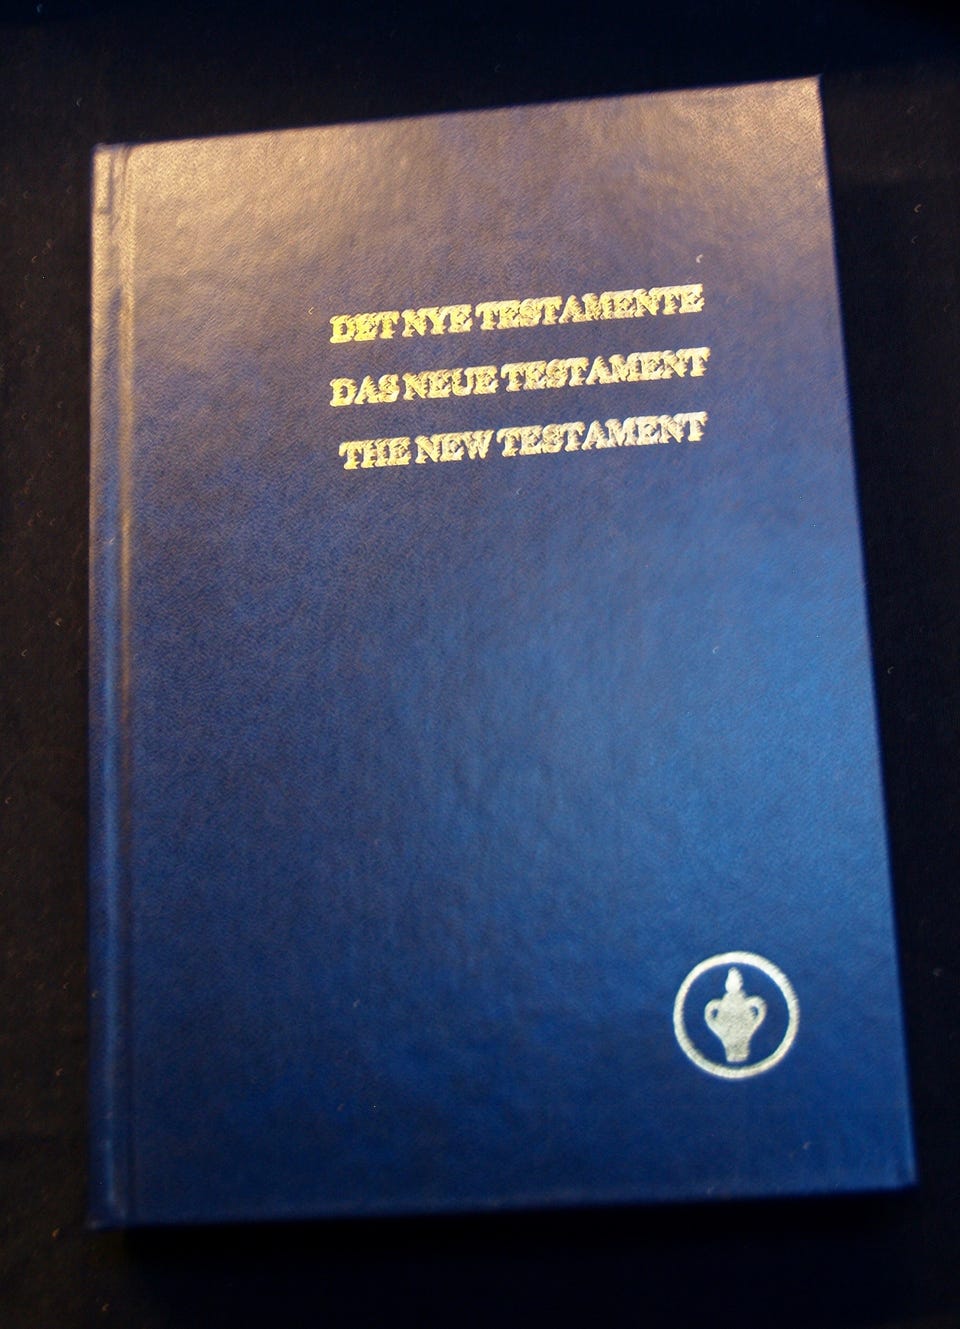 DET NYE TESTAMENTE
DAS NEUE TESTAMENT
THE NEW TESTAMENT